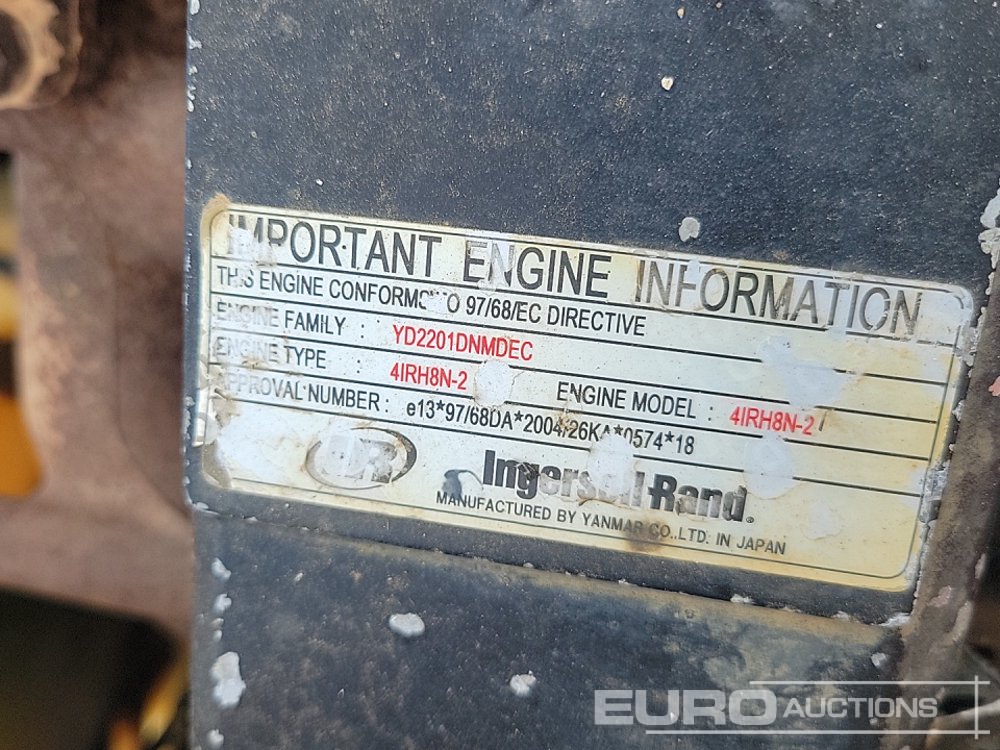 IMPORTANT ENGINE INFORMATION
THIS ENGINE CONFORMS TO 97/68/EC DIRECTIVE
ENGINE FAMILY : YD2201DNMDEC
ENGINE TYPE : 4IRH8N-2 ENGINE MODEL : 4IRH8N-2
APPROVAL NUMBER : e13*97/68DA*2004/26KA*0574*18
IR Ingersoll-Rand.
MANUFACTURED BY YANMAR CO.,LTD. IN JAPAN
EURO AUCTIONS